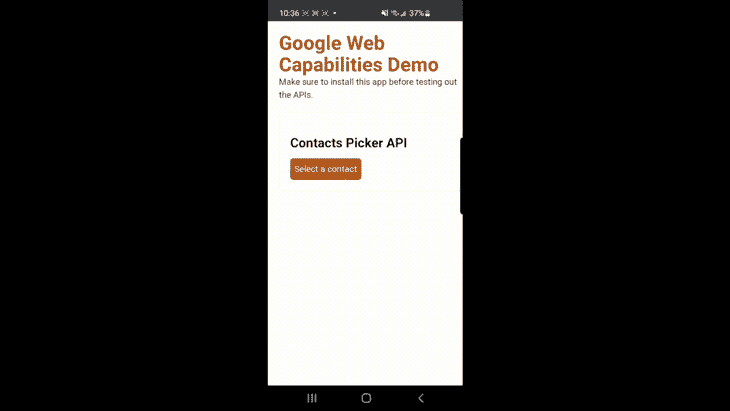 10:36 37%
Google Web
Capabilities Demo
Make sure to install this app before testing out
the APIs.
Contacts Picker API
Select a contact